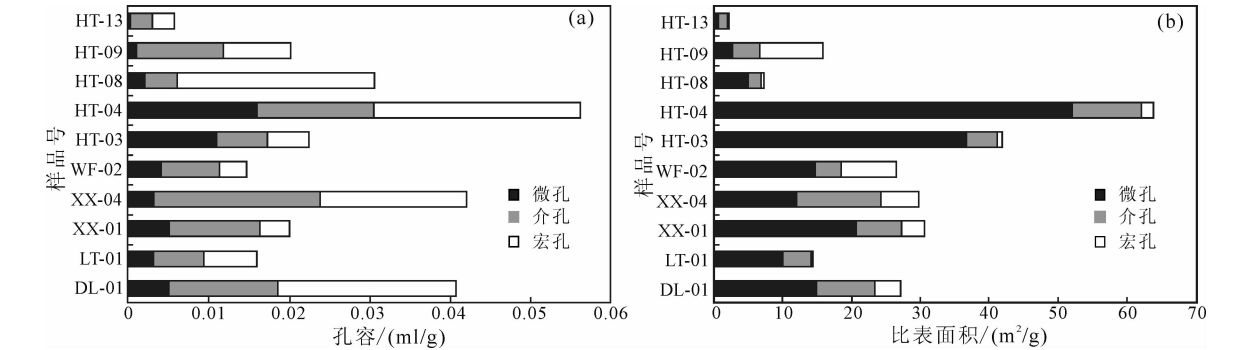 (a)
样品号
HT-13
HT-09
HT-08
HT-04
HT-03
WF-02
XX-04
XX-01
LT-01
DL-01
微孔
介孔
宏孔
0
0.01
0.02
0.03
0.04
0.05
0.06
孔容/(ml/g)
(b)
样品号
HT-13
HT-09
HT-08
HT-04
HT-03
WF-02
XX-04
XX-01
LT-01
DL-01
微孔
介孔
宏孔
0
10
20
30
40
50
60
70
比表面积/(m²/g)